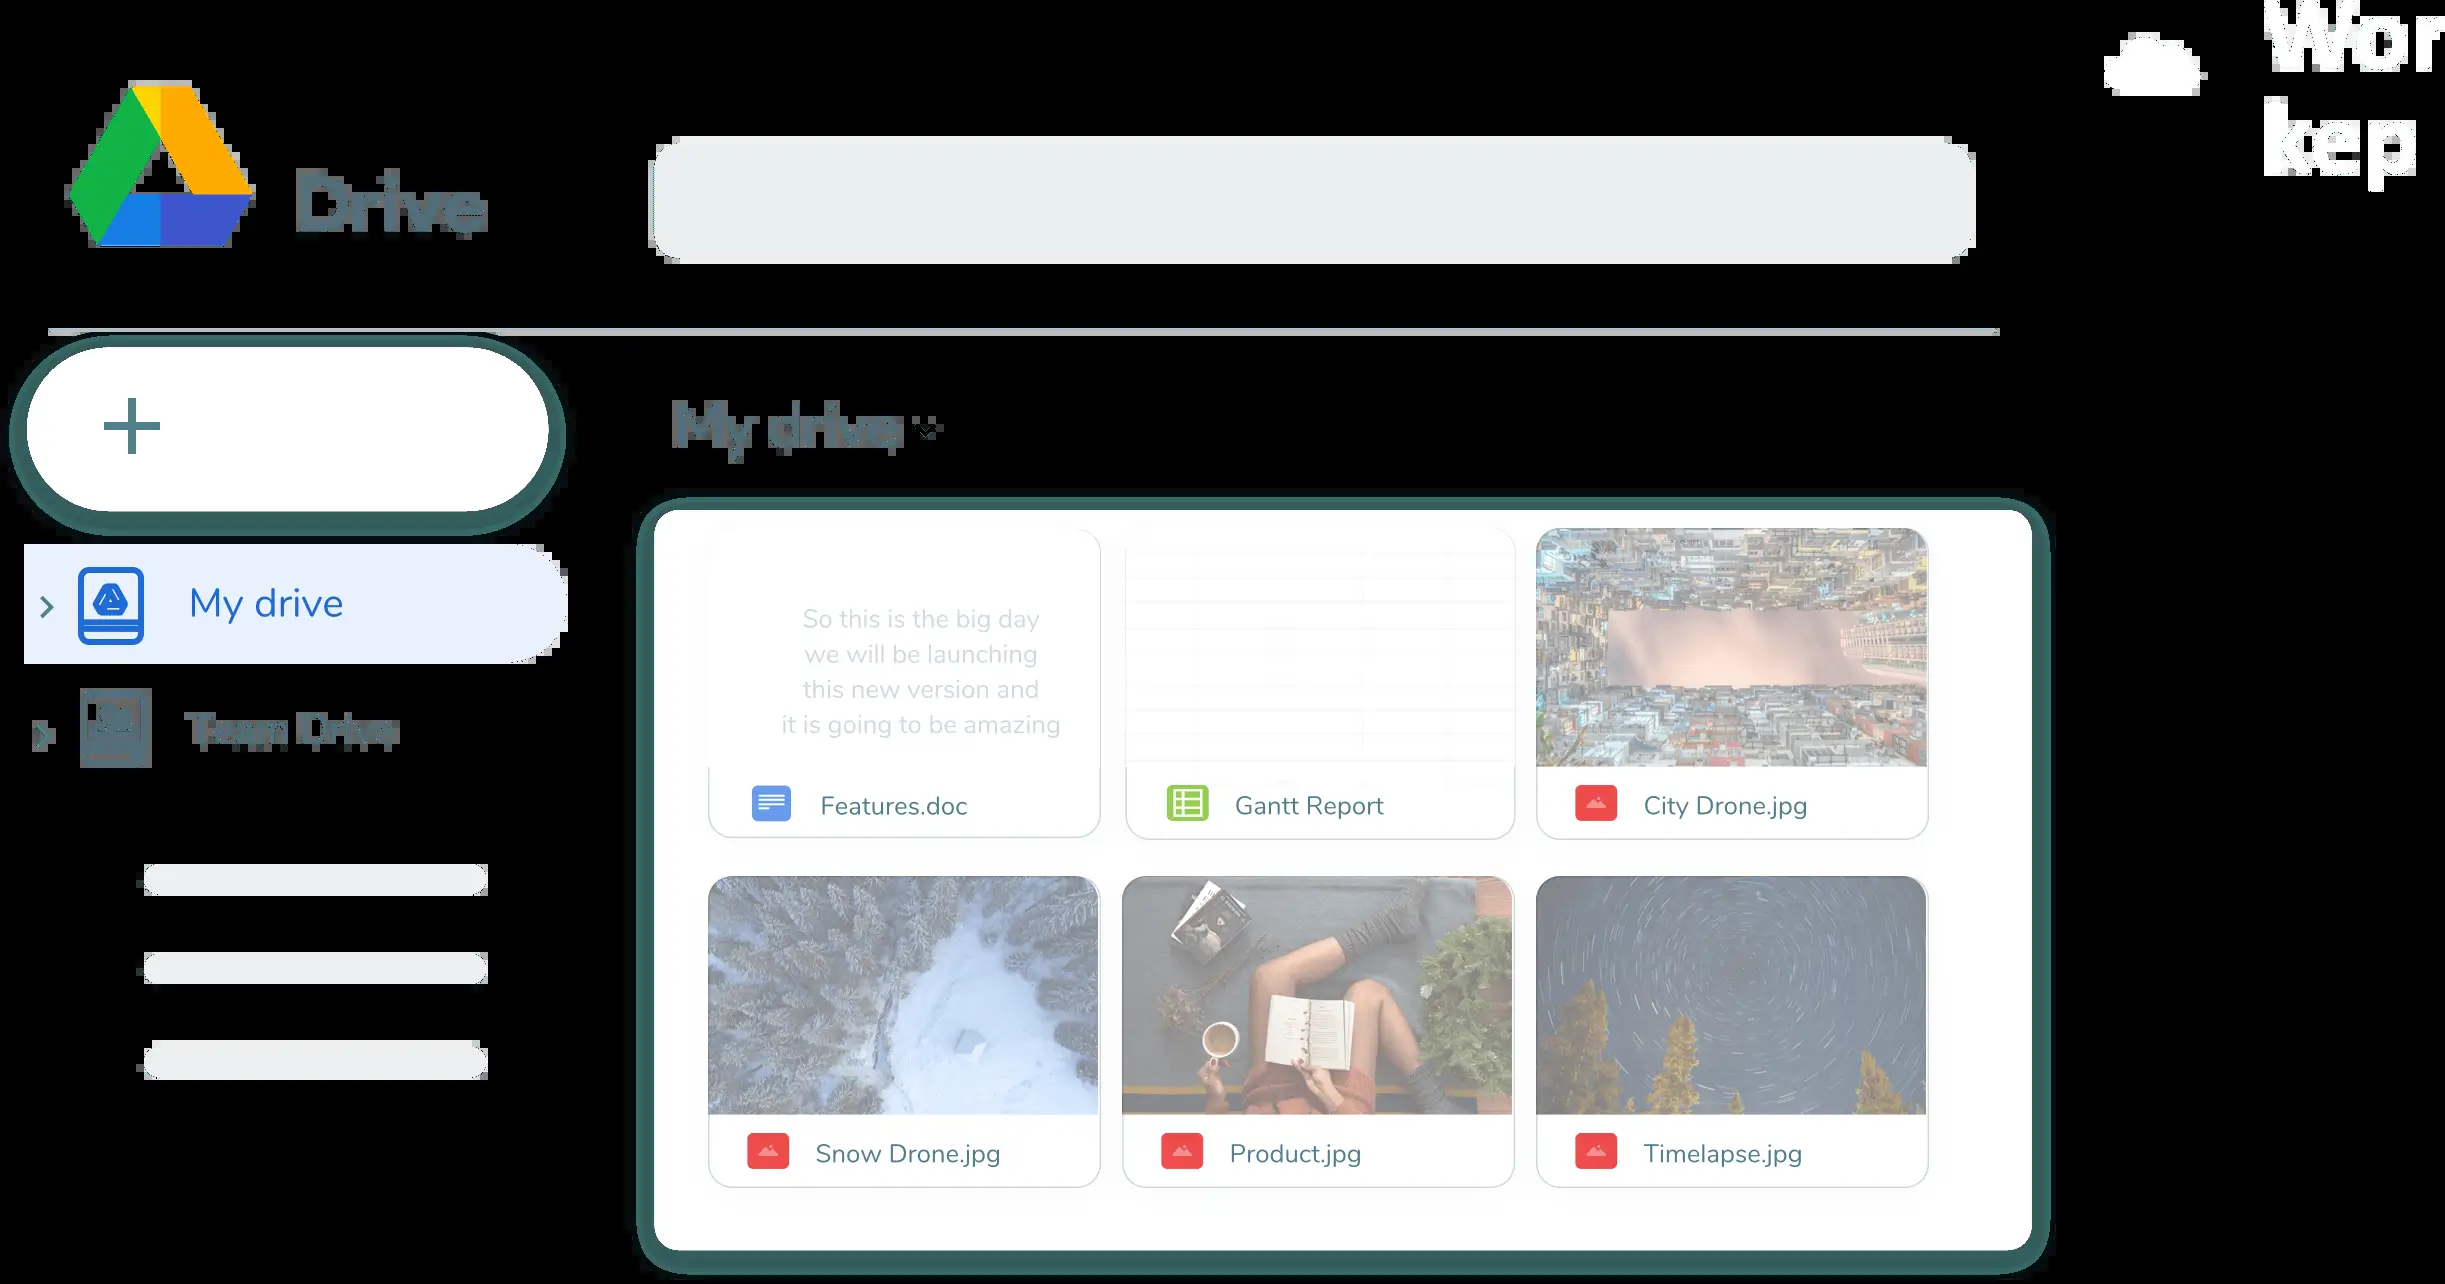 Wor
kep
Drive
My drive
My drive
Team Drive
So this is the big day
we will be launching
this new version and
it is going to be amazing
Features.doc
Gantt Report
City Drone.jpg
Snow Drone.jpg
Product.jpg
Timelapse.jpg